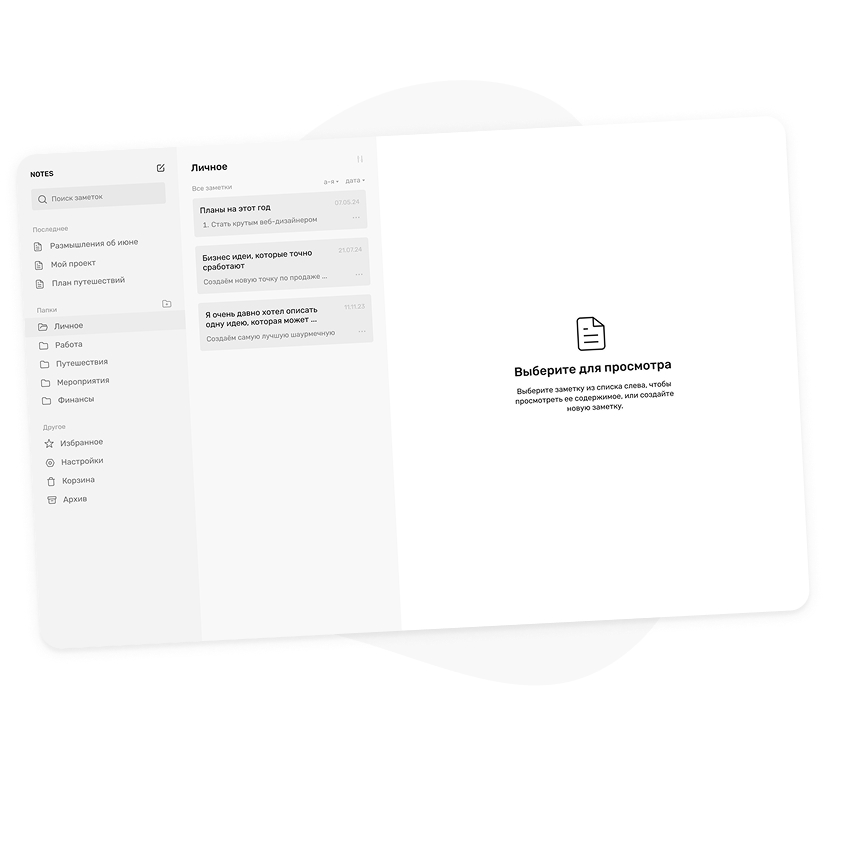 NOTES
Поиск заметок
Последнее
Размышления об июне
Мой проект
План путешествий
Папки
Личное
Работа
Путешествия
Мероприятия
Финансы
Другое
Избранное
Настройки
Корзина
Архив
Личное
Все заметки
а-я
дата
Планы на этот год
07.05.24
1. Стать крутым веб-дизайнером
...
Бизнес идеи, которые точно
сработают
21.07.24
Создаём новую точку по продаже ...
...
Я очень давно хотел описать
одну идею, которая может ...
11.11.23
Создаём самую лучшую шаурмечную
...
Выберите для просмотра
Выберите заметку из списка слева, чтобы
просмотреть ее содержимое, или создайте
новую заметку.